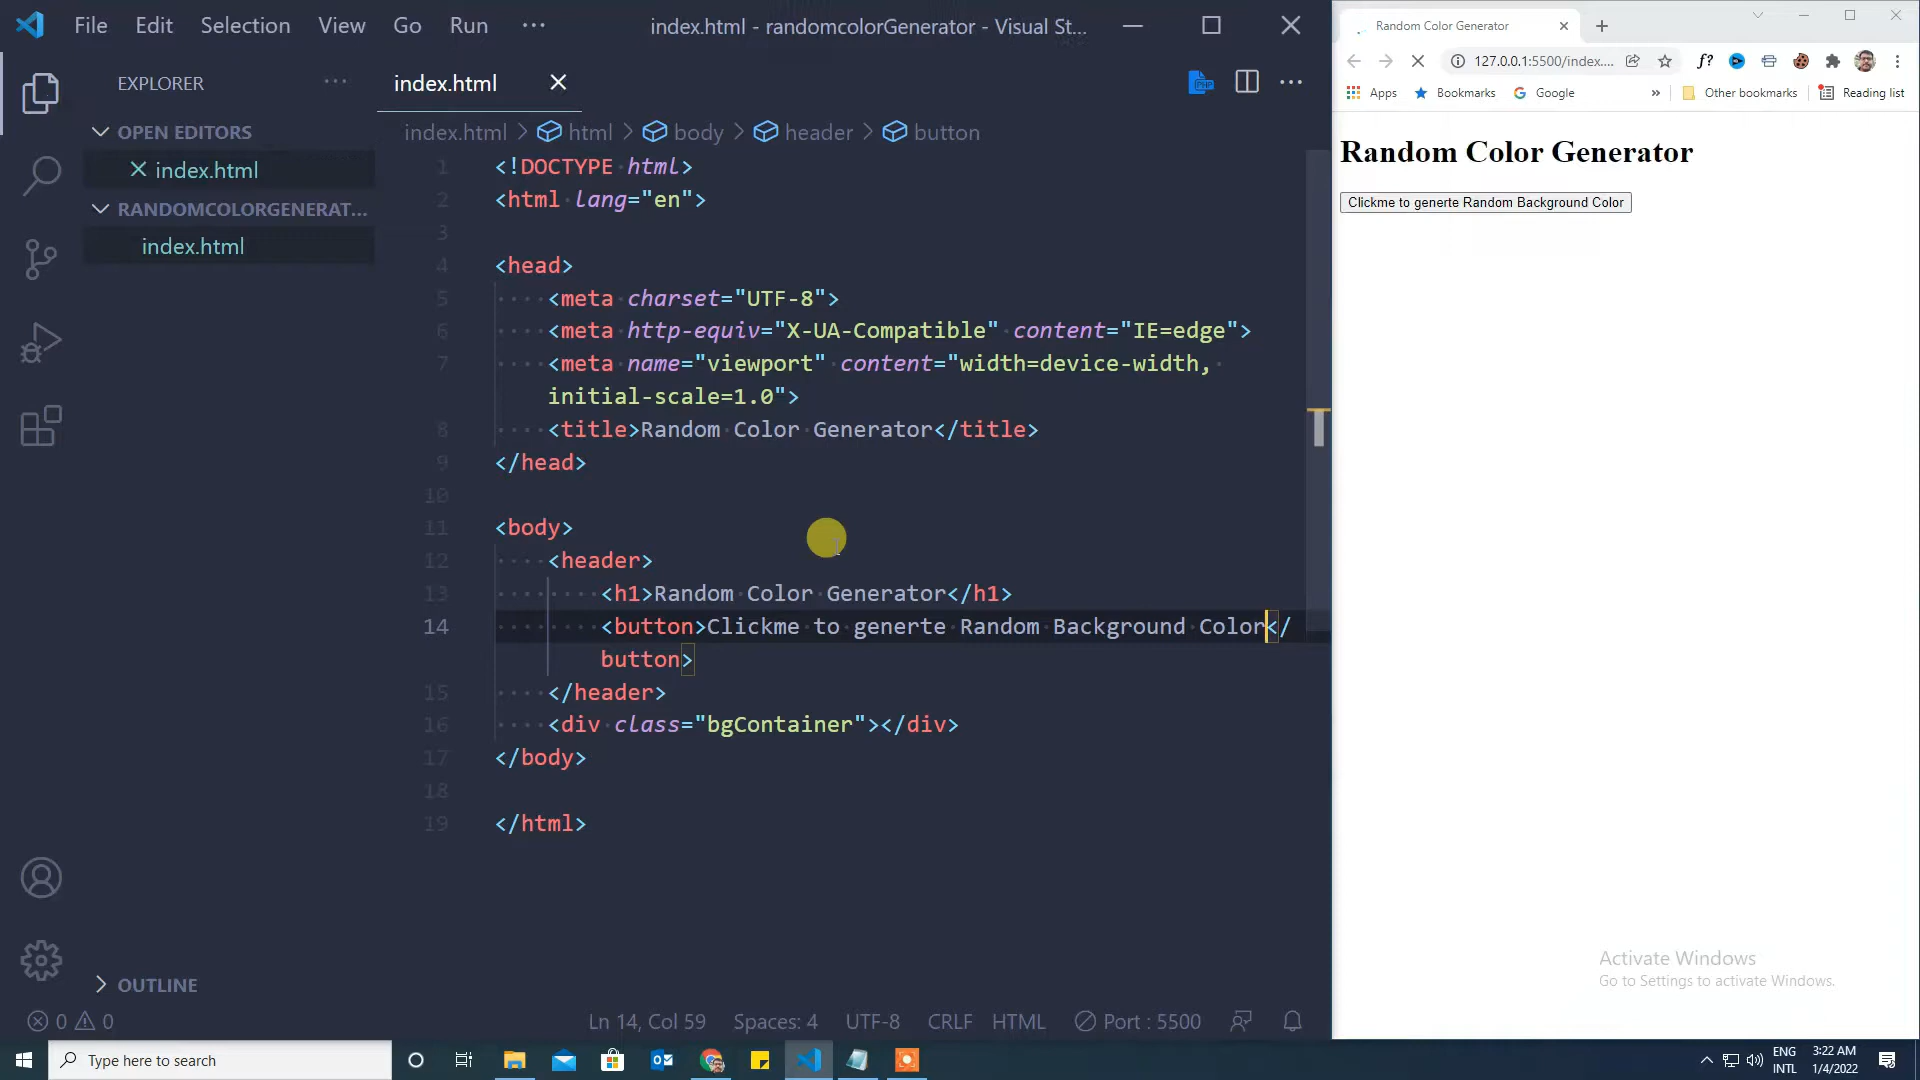 File Edit Selection View Go Run ··· index.html - randomcolorGenerator - Visual St...
EXPLORER ···
OPEN EDITORS
index.html
RANDOMCOLORGENERAT...
index.html
OUTLINE
index.html
index.html > html > body > header > button
1 <!DOCTYPE html>
2 <html lang="en">
3
4 <head>
5 <meta charset="UTF-8">
6 <meta http-equiv="X-UA-Compatible" content="IE=edge">
7 <meta name="viewport" content="width=device-width,
initial-scale=1.0">
8 <title>Random Color Generator</title>
9 </head>
10
11 <body>
12 <header>
13 <h1>Random Color Generator</h1>
14 <button>Clickme to generte Random Background Color</
button>
15 </header>
16 <div class="bgContainer"></div>
17 </body>
18
19 </html>
0 0 Ln 14, Col 59 Spaces: 4 UTF-8 CRLF HTML Port : 5500
Random Color Generator
127.0.0.1:5500/index.... f?
Apps Bookmarks Google » Other bookmarks Reading list
Random Color Generator
Clickme to generte Random Background Color
Activate Windows
Go to Settings to activate Windows.
Type here to search
ENG
INTL
3:22 AM
1/4/2022